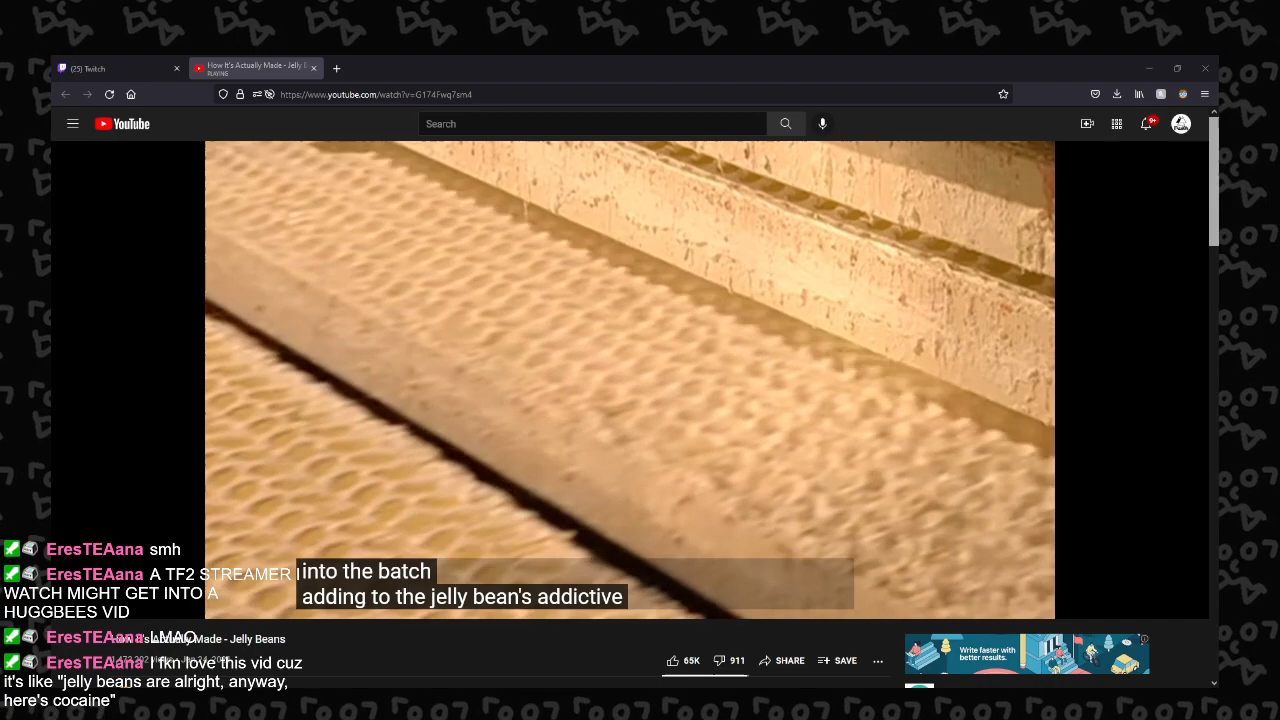 (25) Twitch
How It's Actually Made - Jelly B
PLAYING
https://www.youtube.com/watch?v=G174Fwq7sm4
YouTube
Search
9+
into the batch
adding to the jelly bean's addictive
EresTEAana smh
EresTEAana A TF2 STREAMER I
WATCH MIGHT GET INTO A
HUGGBEES VID
EresTEAana LMAO
EresTEAana I fkn love this vid cuz
it's like "jelly beans are alright, anyway,
here's cocaine"
How It's Actually Made - Jelly Beans
65K
911
SHARE
SAVE
Write faster with
better results.